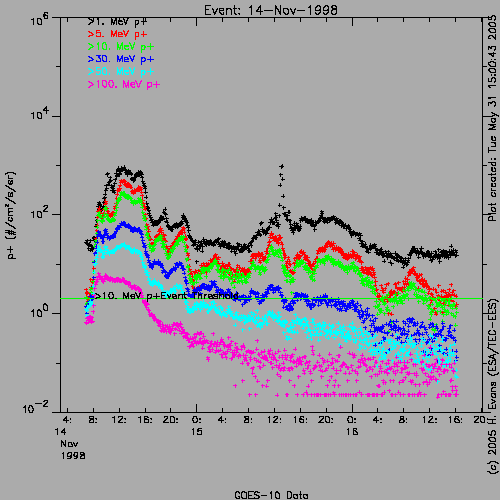 Event: 14-Nov-1998
10^6
>1. MeV p+
>5. MeV p+
>10. MeV p+
>30. MeV p+
>100. MeV p+
10^4
10^2
10^0
10^-2
p+ (#/cm²/s/sr)
>10. MeV p+Event Threshold
4: 8: 12: 16: 20: 0: 4: 8: 12: 16: 20: 0: 4: 8: 12: 16: 20:
14 15 16
Nov
1998
GOES-10 Data
Plot created: Tue May 31 15:00:43 2005
(c) 2005 H. Evans (ESA/TEC-EES)